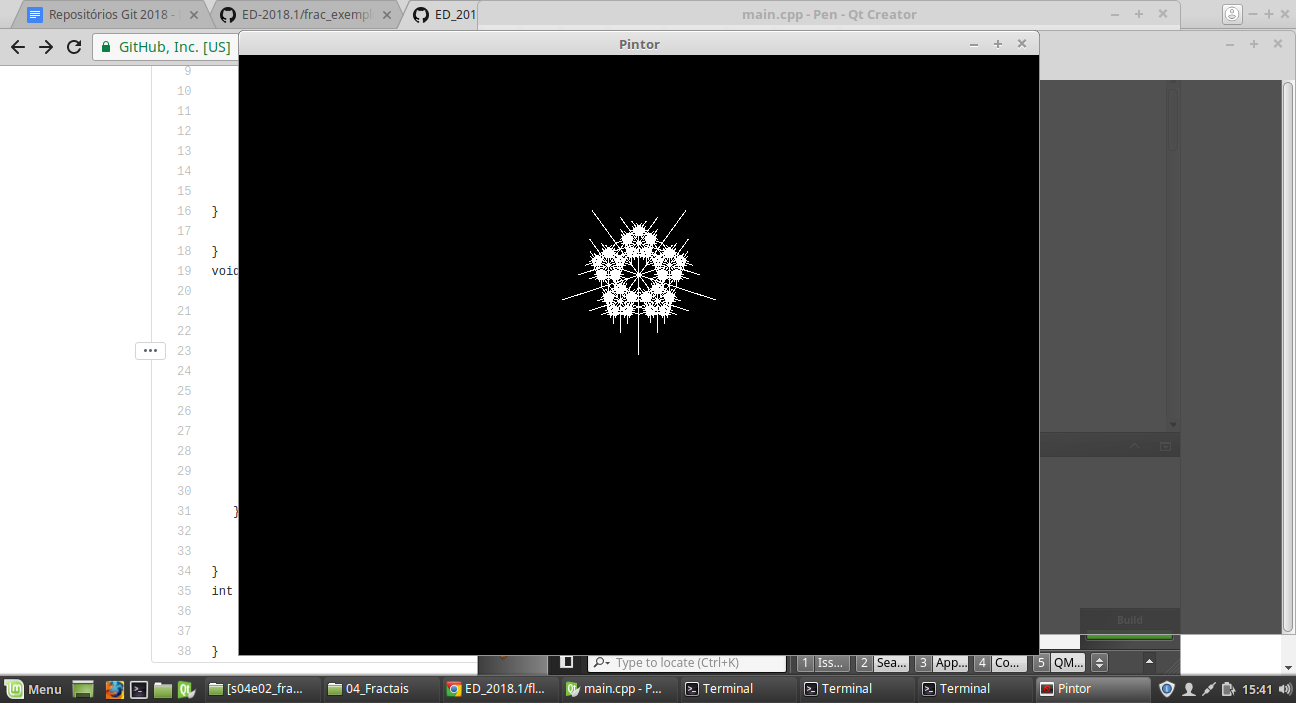 Repositórios Git 2018 -
ED-2018.1/frac_exempl
ED_201
main.cpp - Pen - Qt Creator
GitHub, Inc. [US]
Pintor
9
10
11
12
13
14
15
16 }
17
18 }
19 void
20
21
22
23
24
25
26
27
28
29
30
31 }
32
33
34 }
35 int
36
37
38 }
Build
Type to locate (Ctrl+K)
1 Iss...
2 Sea...
3 App...
4 Co...
5 QM...
Menu
[s04e02_fra...
04_Fractais
ED_2018.1/fl...
main.cpp - P...
Terminal
Terminal
Terminal
Pintor
15:41